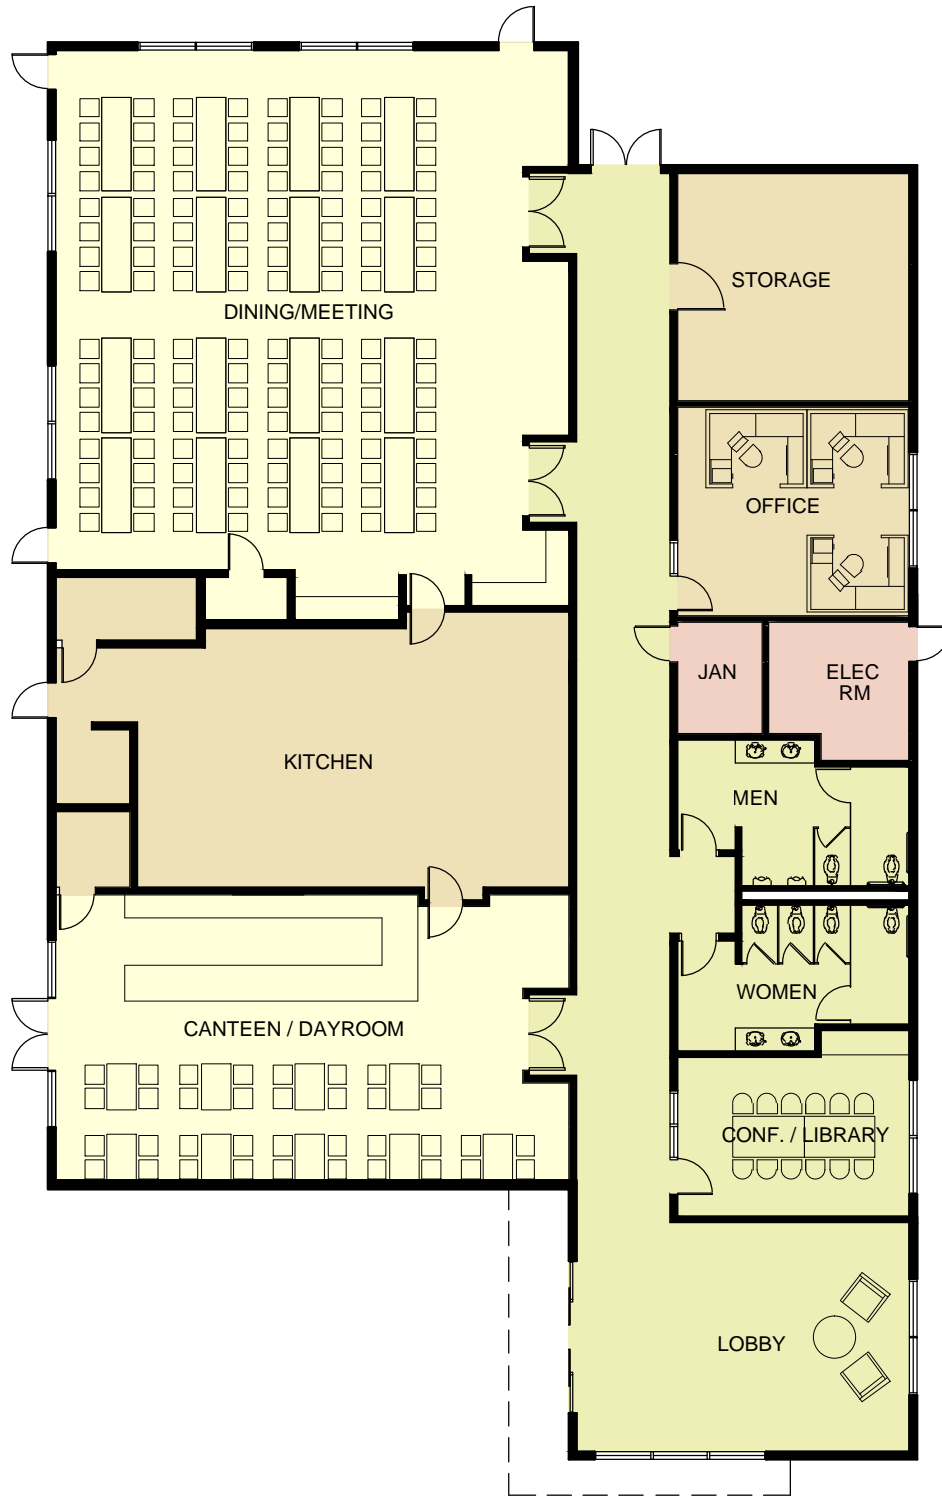 STORAGE
DINING/MEETING
OFFICE
JAN
ELEC
RM
KITCHEN
MEN
WOMEN
CANTEEN / DAYROOM
CONF. / LIBRARY
LOBBY